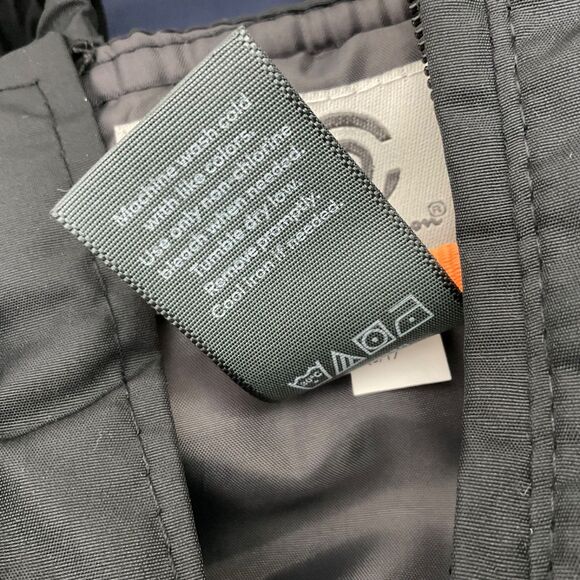 Machine wash cold
with like colors.
Use only non-chlorine
bleach when needed.
Tumble dry low.
Remove promptly.
Cool iron if needed.
on®